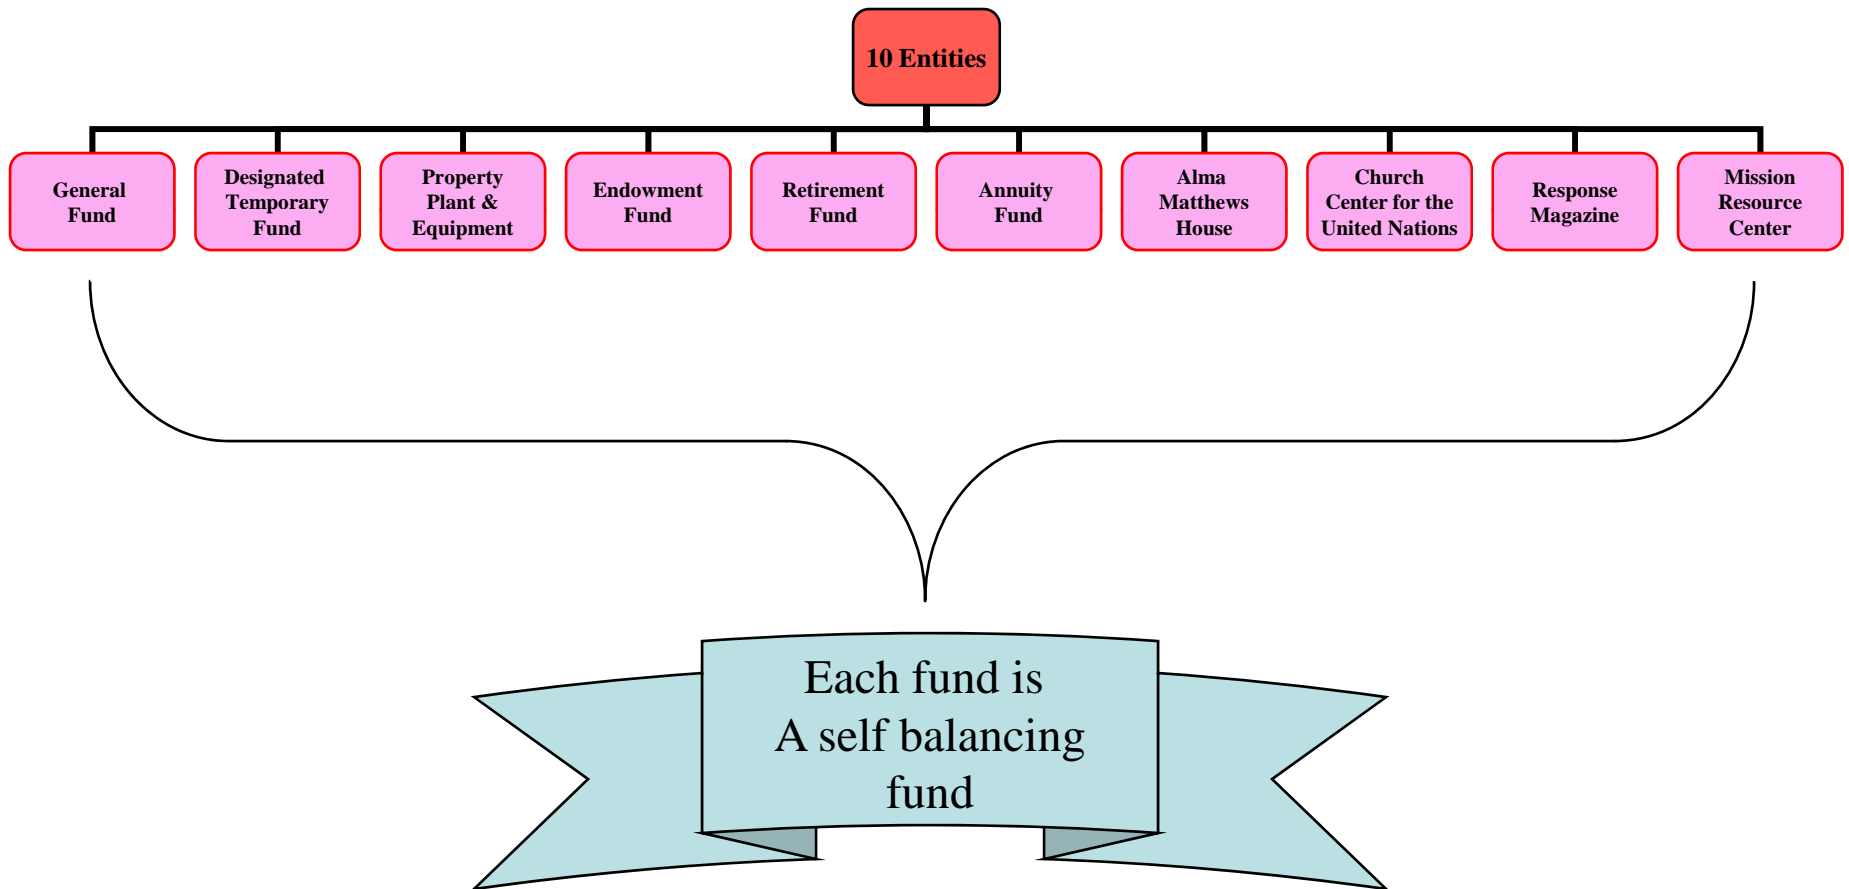 10 Entities
General
Fund
Designated
Temporary
Fund
Property
Plant &
Equipment
Endowment
Fund
Retirement
Fund
Annuity
Fund
Alma
Matthews
House
Church
Center for the
United Nations
Response
Magazine
Mission
Resource
Center
Each fund is
A self balancing
fund